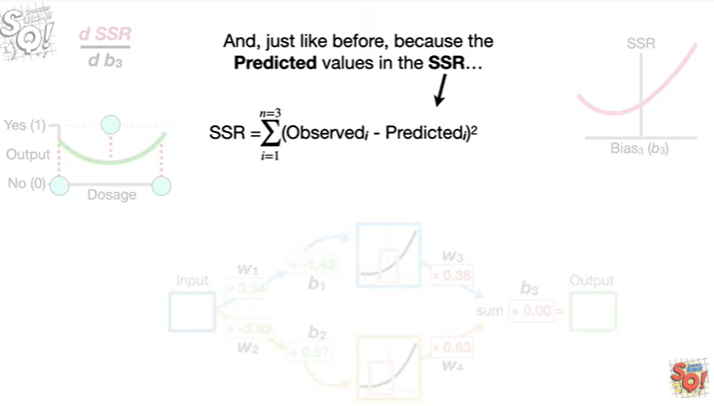 d SSR
d b₃
And, just like before, because the
Predicted values in the SSR…
SSR
n=3
SSR = ∑(Observedᵢ - Predictedᵢ)²
i=1
Yes (1)
Output
No (0)
Dosage
Bias₃ (b₃)
Input
w₁
x 3.34
+ -1.43
b₁
w₃
x 0.36
b₃
Output
sum + 0.00 =
x -3.53
w₂
b₂
+ 0.57
x 0.63
w₄
SQ!